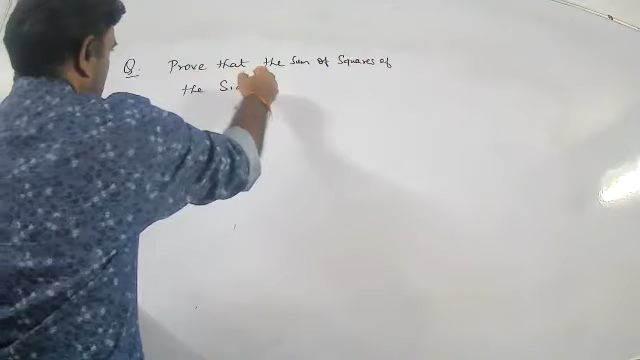 Q. Prove that the Sum of Squares of
the Si